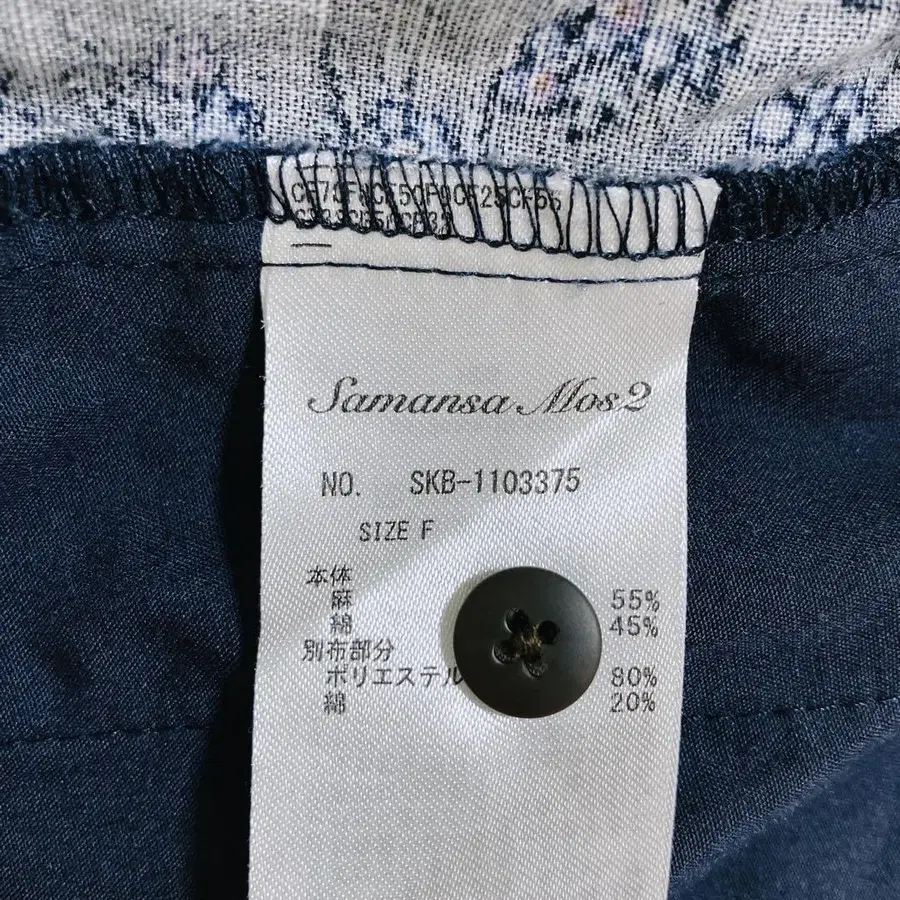 Samansa Mos2
NO. SKB-1103375
SIZE F
本体
麻 55%
綿 45%
別布部分
ポリエステル 80%
綿 20%